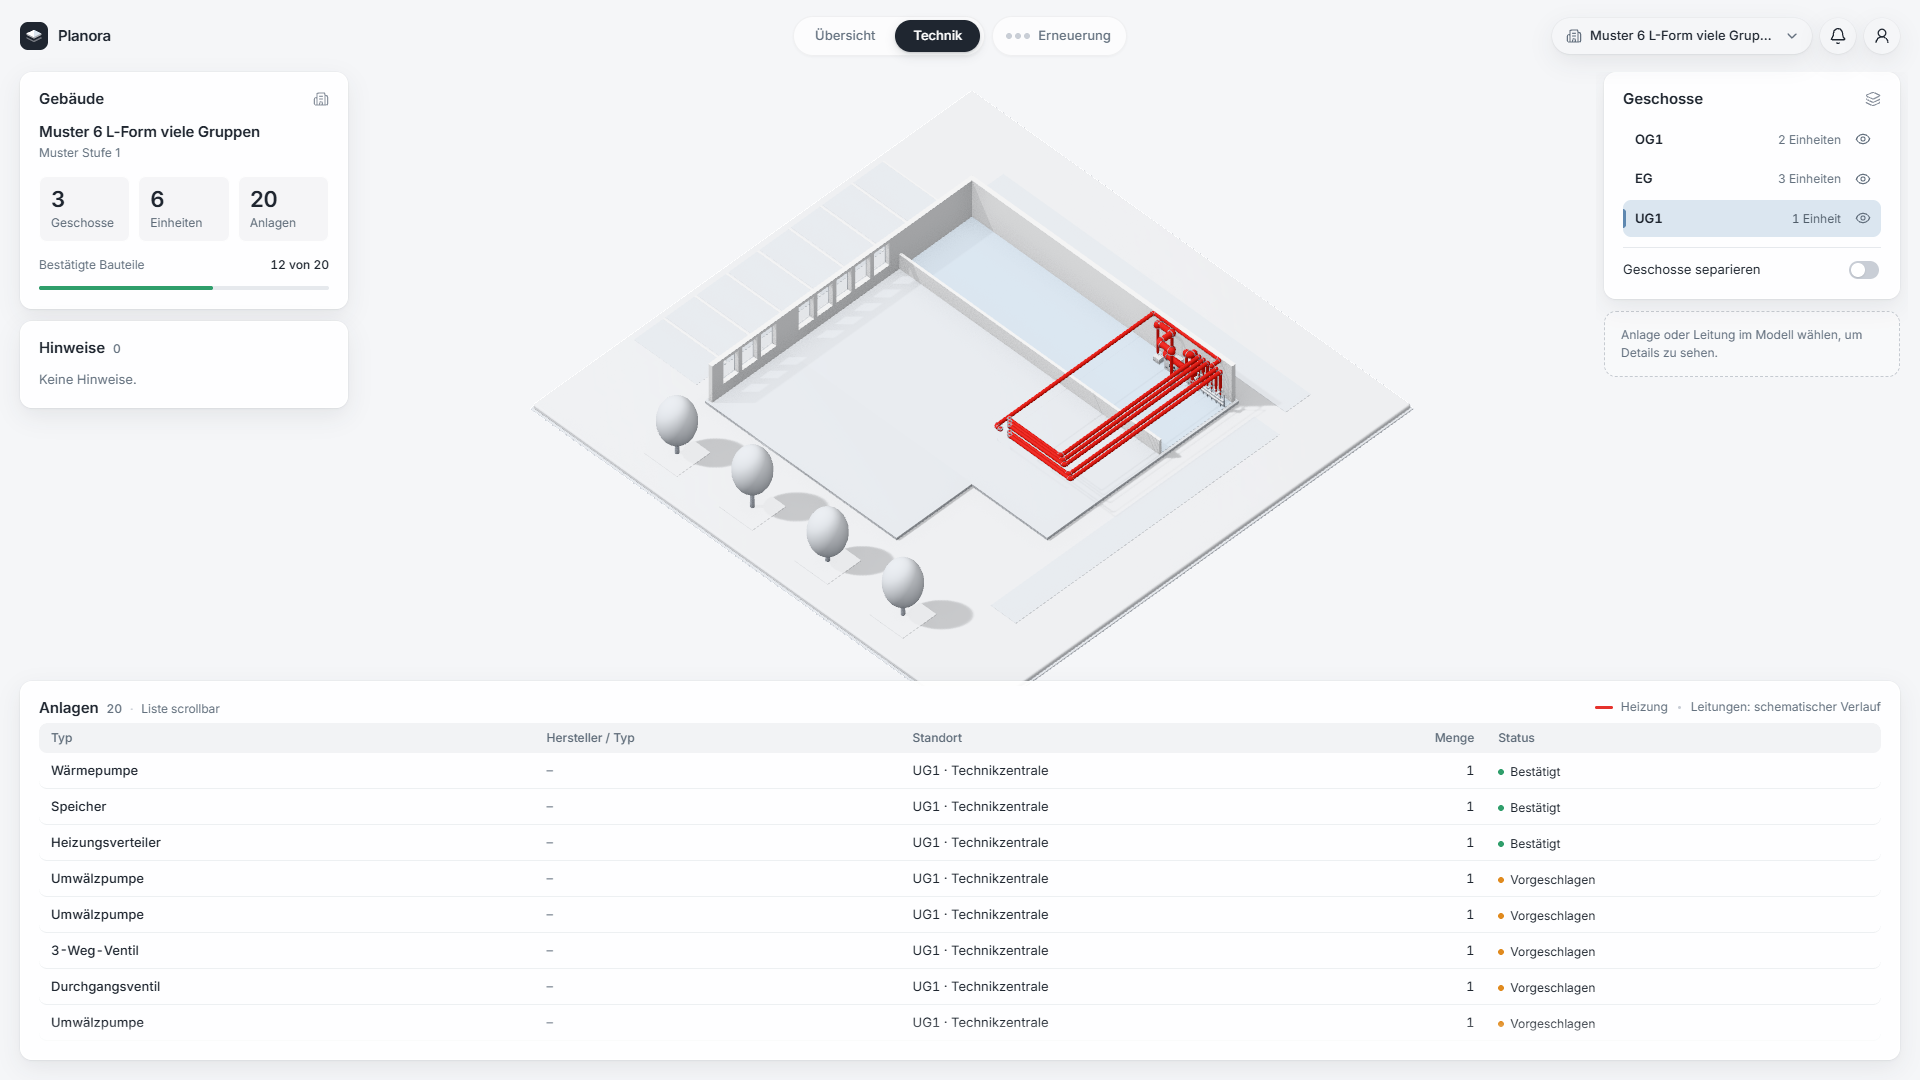 Planora
Übersicht
Technik
Erneuerung
Muster 6 L-Form viele Grup...
Gebäude
Muster 6 L-Form viele Gruppen
Muster Stufe 1
3 Geschosse
6 Einheiten
20 Anlagen
Bestätigte Bauteile 12 von 20
Hinweise 0
Keine Hinweise.
Geschosse
OG1 2 Einheiten
EG 3 Einheiten
UG1 1 Einheit
Geschosse separieren
Anlage oder Leitung im Modell wählen, um
Details zu sehen.
Anlagen 20 · Liste scrollbar
Heizung · Leitungen: schematischer Verlauf
Typ Hersteller / Typ Standort Menge Status
Wärmepumpe – UG1 · Technikzentrale 1 Bestätigt
Speicher – UG1 · Technikzentrale 1 Bestätigt
Heizungsverteiler – UG1 · Technikzentrale 1 Bestätigt
Umwälzpumpe – UG1 · Technikzentrale 1 Vorgeschlagen
Umwälzpumpe – UG1 · Technikzentrale 1 Vorgeschlagen
3-Weg-Ventil – UG1 · Technikzentrale 1 Vorgeschlagen
Durchgangsventil – UG1 · Technikzentrale 1 Vorgeschlagen
Umwälzpumpe – UG1 · Technikzentrale 1 Vorgeschlagen